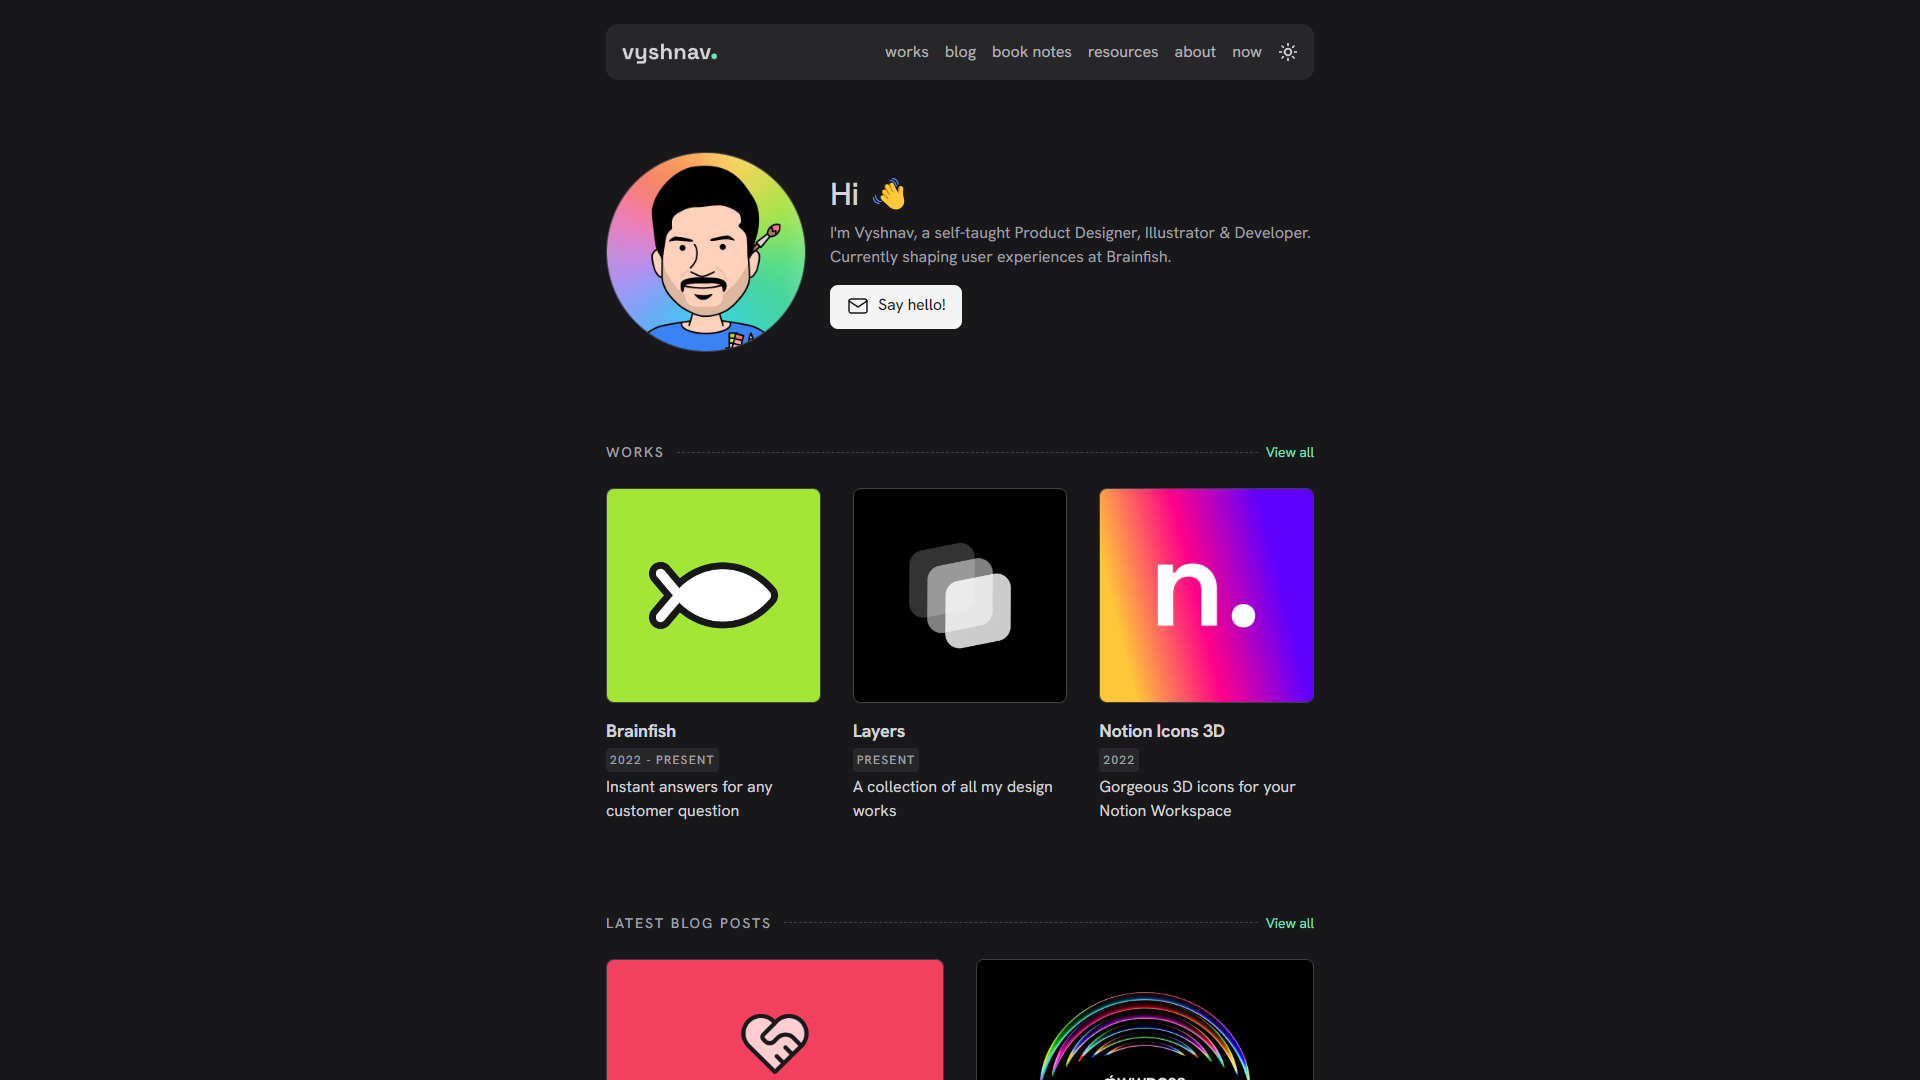 vyshnav.
works blog book notes resources about now
Hi 👋
I'm Vyshnav, a self-taught Product Designer, Illustrator & Developer.
Currently shaping user experiences at Brainfish.
Say hello!
WORKS
View all
n.
Brainfish
2022 - PRESENT
Instant answers for any
customer question
Layers
PRESENT
A collection of all my design
works
Notion Icons 3D
2022
Gorgeous 3D icons for your
Notion Workspace
LATEST BLOG POSTS
View all